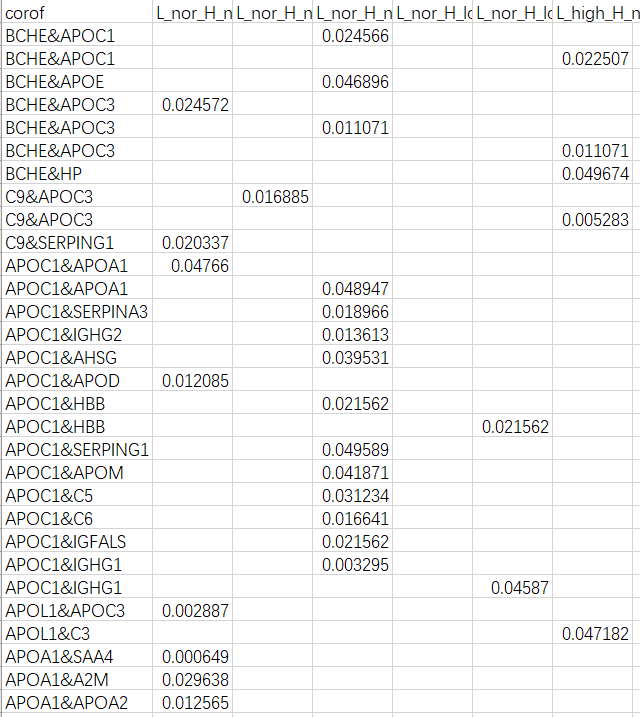 corof L_nor_H_n L_nor_H_n L_nor_H_n L_nor_H_lo L_nor_H_lo L_high_H_n
BCHE&APOC1 0.024566
BCHE&APOC1 0.022507
BCHE&APOE 0.046896
BCHE&APOC3 0.024572
BCHE&APOC3 0.011071
BCHE&APOC3 0.011071
BCHE&HP 0.049674
C9&APOC3 0.016885
C9&APOC3 0.005283
C9&SERPING1 0.020337
APOC1&APOA1 0.04766
APOC1&APOA1 0.048947
APOC1&SERPINA3 0.018966
APOC1&IGHG2 0.013613
APOC1&AHSG 0.039531
APOC1&APOD 0.012085
APOC1&HBB 0.021562
APOC1&HBB 0.021562
APOC1&SERPING1 0.049589
APOC1&APOM 0.041871
APOC1&C5 0.031234
APOC1&C6 0.016641
APOC1&IGFALS 0.021562
APOC1&IGHG1 0.003295
APOC1&IGHG1 0.04587
APOL1&APOC3 0.002887
APOL1&C3 0.047182
APOA1&SAA4 0.000649
APOA1&A2M 0.029638
APOA1&APOA2 0.012565